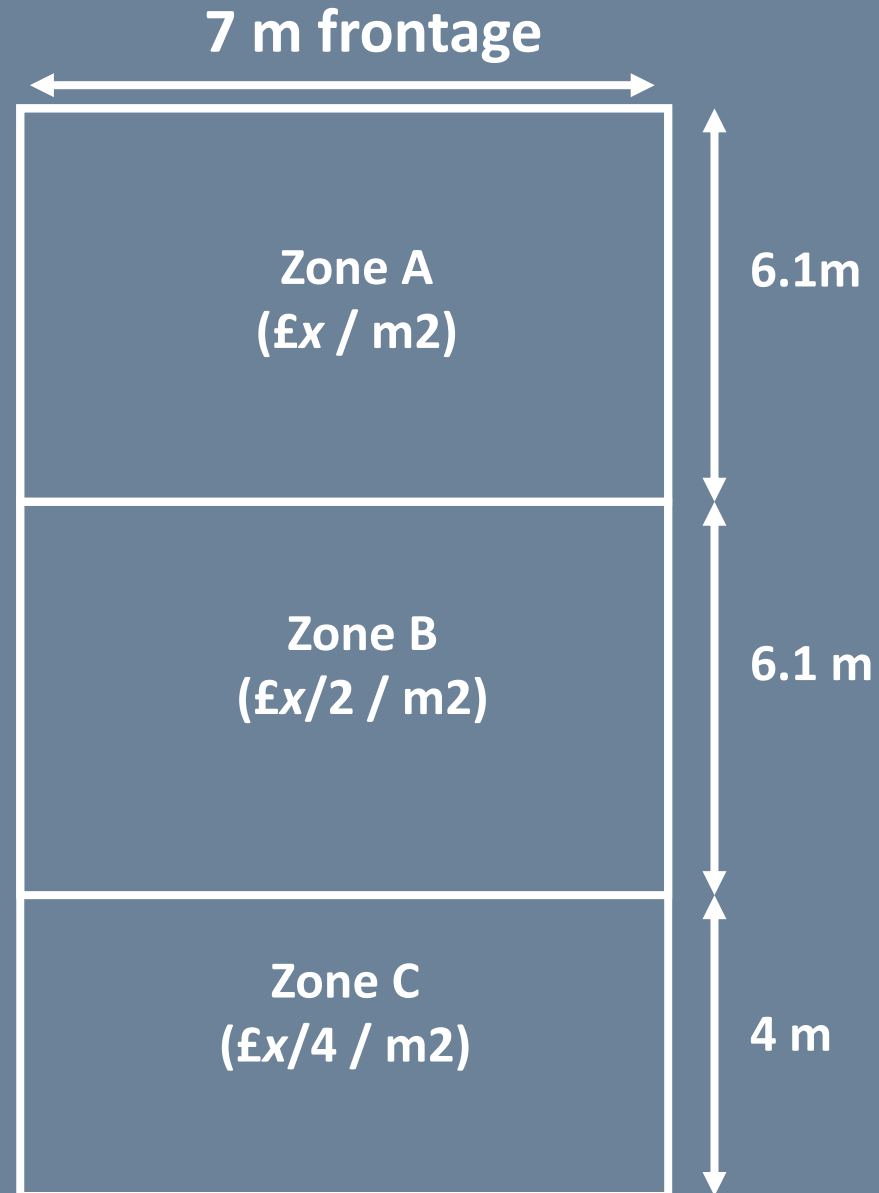 7 m frontage
Zone A
(£x / m2)
6.1m
Zone B
(£x/2 / m2)
6.1 m
Zone C
(£x/4 / m2)
4 m